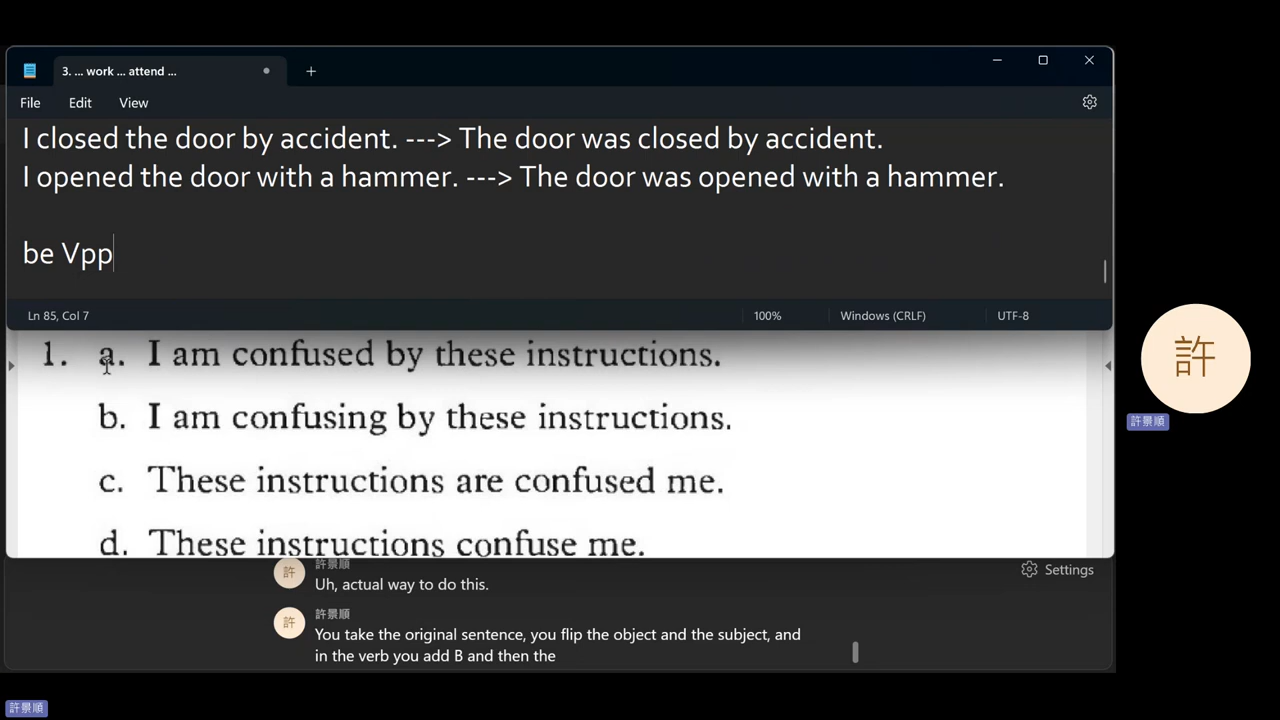 3. ... work ... attend ...
File Edit View
I closed the door by accident. ---> The door was closed by accident.
I opened the door with a hammer. ---> The door was opened with a hammer.
be Vpp
Ln 85, Col 7 100% Windows (CRLF) UTF-8
1. a. I am confused by these instructions.
b. I am confusing by these instructions.
c. These instructions are confused me.
d. These instructions confuse me.
許
許景順
許 許景順
Uh, actual way to do this.
Settings
許 許景順
You take the original sentence, you flip the object and the subject, and
in the verb you add B and then the
許景順